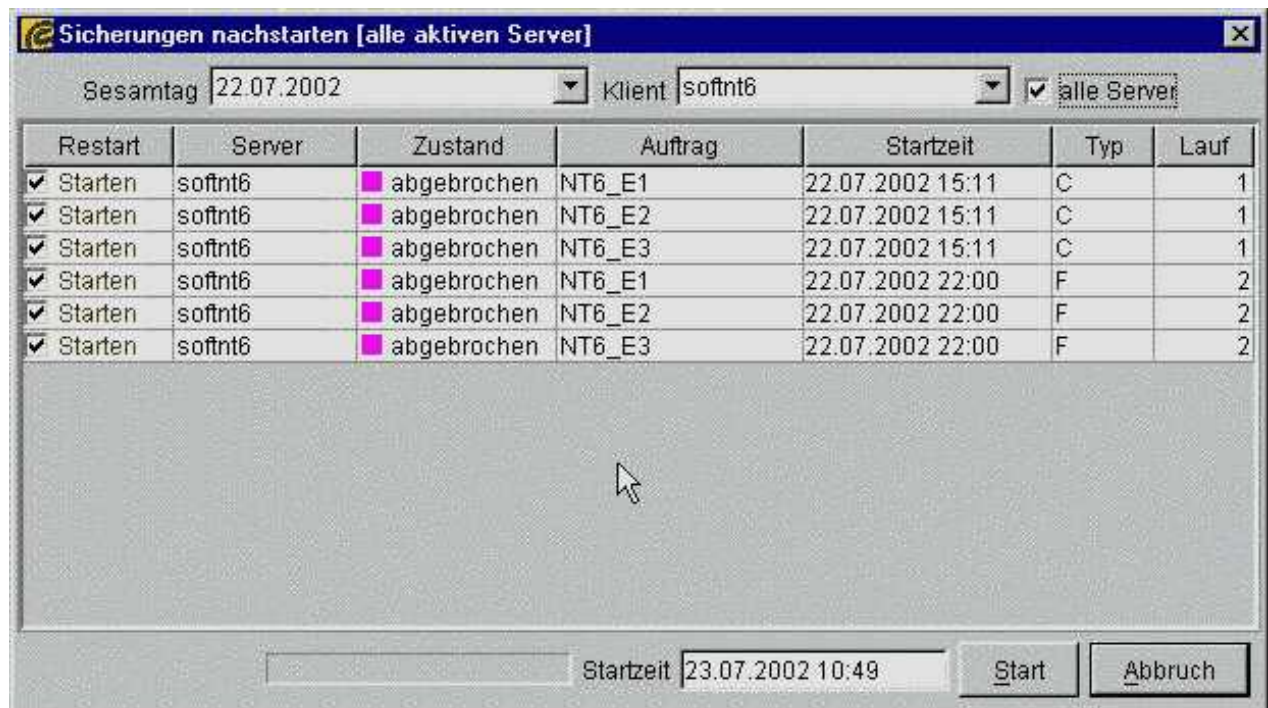 Sicherungen nachstarten [alle aktiven Server]
Sesamtag 22.07.2002 Klient softnt6 alle Server
Restart Server Zustand Auftrag Startzeit Typ Lauf
Starten softnt6 abgebrochen NT6_E1 22.07.2002 15:11 C 1
Starten softnt6 abgebrochen NT6_E2 22.07.2002 15:11 C 1
Starten softnt6 abgebrochen NT6_E3 22.07.2002 15:11 C 1
Starten softnt6 abgebrochen NT6_E1 22.07.2002 22:00 F 2
Starten softnt6 abgebrochen NT6_E2 22.07.2002 22:00 F 2
Starten softnt6 abgebrochen NT6_E3 22.07.2002 22:00 F 2
Startzeit 23.07.2002 10:49 Start Abbruch